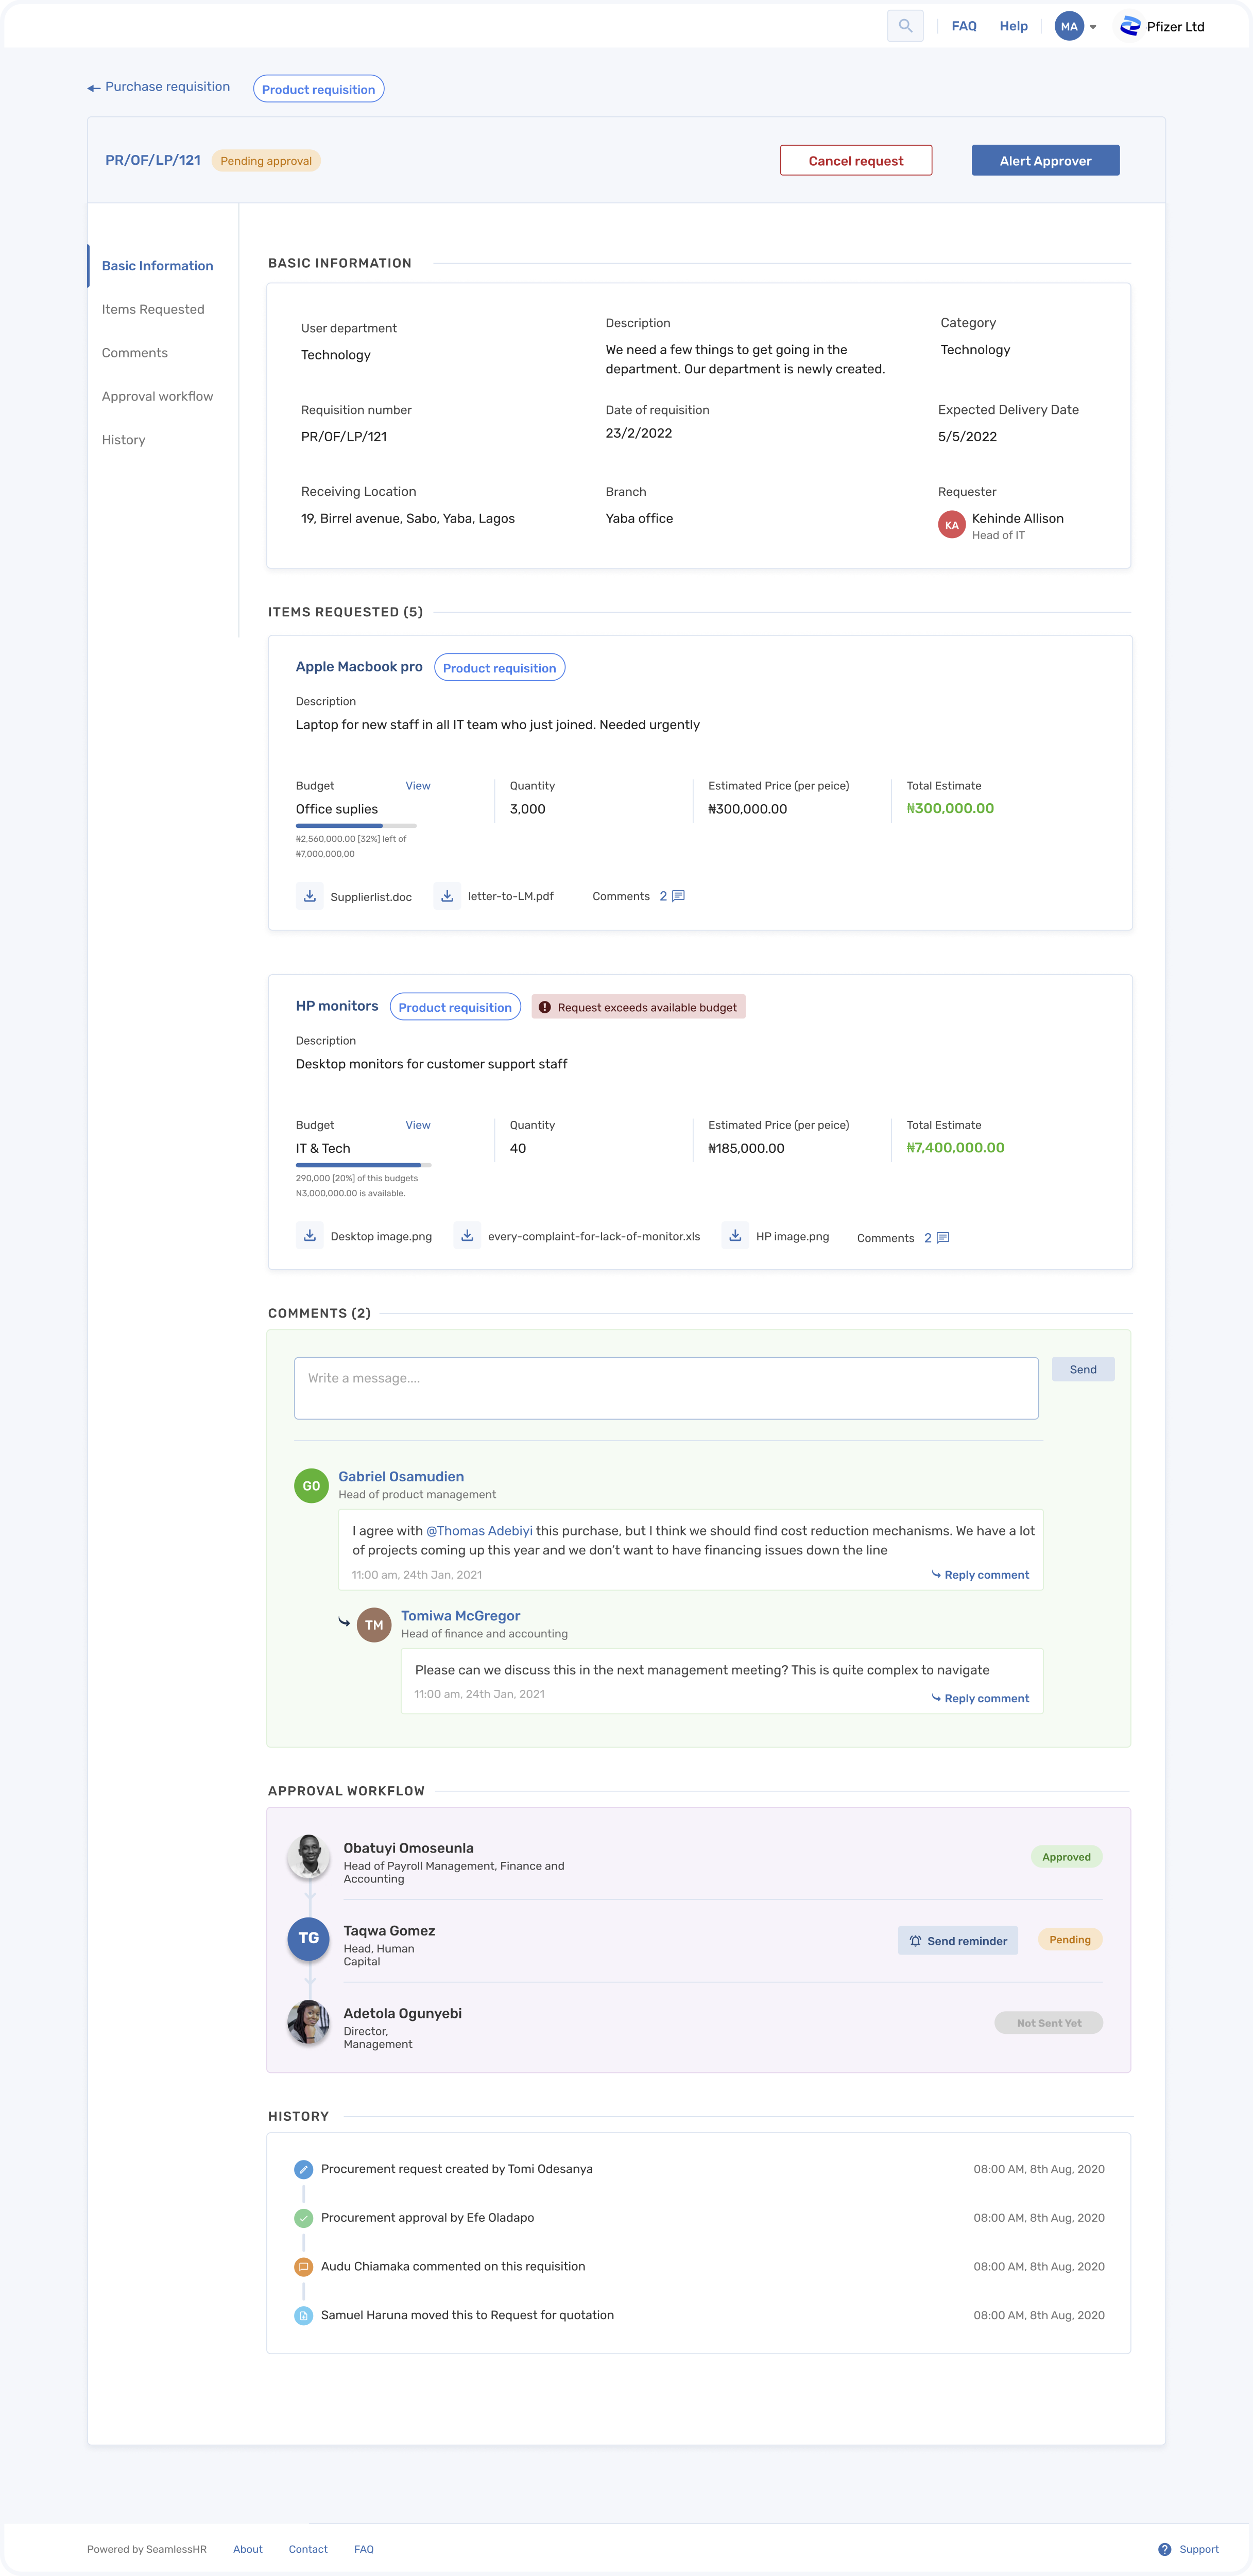 FAQ Help MA Pfizer Ltd
Purchase requisition Product requisition
PR/OF/LP/121 Pending approval Cancel request Alert Approver
Basic Information
Items Requested
Comments
Approval workflow
History
BASIC INFORMATION
User department Description Category
Technology We need a few things to get going in the Technology
department. Our department is newly created.
Requisition number Date of requisition Expected Delivery Date
PR/OF/LP/121 23/2/2022 5/5/2022
Receiving Location Branch Requester
19, Birrel avenue, Sabo, Yaba, Lagos Yaba office KA Kehinde Allison
Head of IT
ITEMS REQUESTED (5)
Apple Macbook pro Product requisition
Description
Laptop for new staff in all IT team who just joined. Needed urgently
Budget View Quantity Estimated Price (per peice) Total Estimate
Office suplies 3,000 ₦300,000.00 ₦300,000.00
₦2,560,000.00 [32%] left of
₦7,000,000,00
Supplierlist.doc letter-to-LM.pdf Comments 2
HP monitors Product requisition Request exceeds available budget
Description
Desktop monitors for customer support staff
Budget View Quantity Estimated Price (per peice) Total Estimate
IT & Tech 40 ₦185,000.00 ₦7,400,000.00
290,000 [20%] of this budgets
N3,000,000.00 is available.
Desktop image.png every-complaint-for-lack-of-monitor.xls HP image.png Comments 2
COMMENTS (2)
Write a message.... Send
GO Gabriel Osamudien
Head of product management
I agree with @Thomas Adebiyi this purchase, but I think we should find cost reduction mechanisms. We have a lot
of projects coming up this year and we don't want to have financing issues down the line
11:00 am, 24th Jan, 2021 Reply comment
TM Tomiwa McGregor
Head of finance and accounting
Please can we discuss this in the next management meeting? This is quite complex to navigate
11:00 am, 24th Jan, 2021 Reply comment
APPROVAL WORKFLOW
Obatuyi Omoseunla Approved
Head of Payroll Management, Finance and
Accounting
TG Taqwa Gomez Send reminder Pending
Head, Human
Capital
Adetola Ogunyebi Not Sent Yet
Director,
Management
HISTORY
Procurement request created by Tomi Odesanya 08:00 AM, 8th Aug, 2020
Procurement approval by Efe Oladapo 08:00 AM, 8th Aug, 2020
Audu Chiamaka commented on this requisition 08:00 AM, 8th Aug, 2020
Samuel Haruna moved this to Request for quotation 08:00 AM, 8th Aug, 2020
Powered by SeamlessHR About Contact FAQ Support